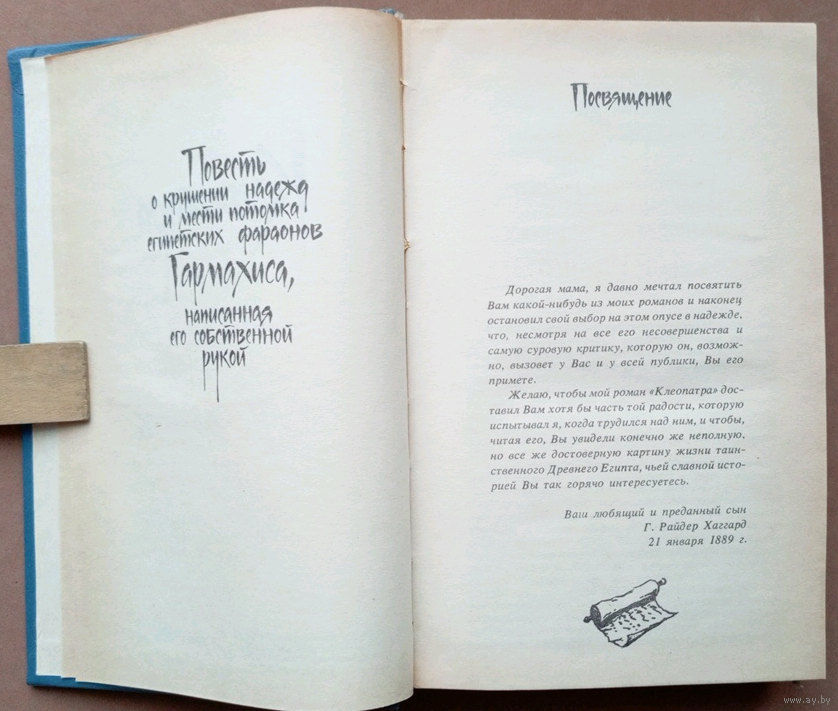 Повесть
о крушении надежд
и мести потомка
египетских фараонов
Гармахиса,
написанная
его собственной
рукой
Посвящение
Дорогая мама, я давно мечтал посвятить
Вам какой-нибудь из моих романов и наконец
остановил свой выбор на этом опусе в надежде,
что, несмотря на все его несовершенства и
самую суровую критику, которую он, возмож-
но, вызовет у Вас и у всей публики, Вы его
примете.
Желаю, чтобы мой роман «Клеопатра» дос-
тавил Вам хотя бы часть той радости, которую
испытывал я, когда трудился над ним, и чтобы,
читая его, Вы увидели конечно же неполную,
но все же достоверную картину жизни таин-
ственного Древнего Египта, чьей славной исто-
рией Вы так горячо интересуетесь.
Ваш любящий и преданный сын
Г. Райдер Хаггард
21 января 1889 г.
www.ay.by